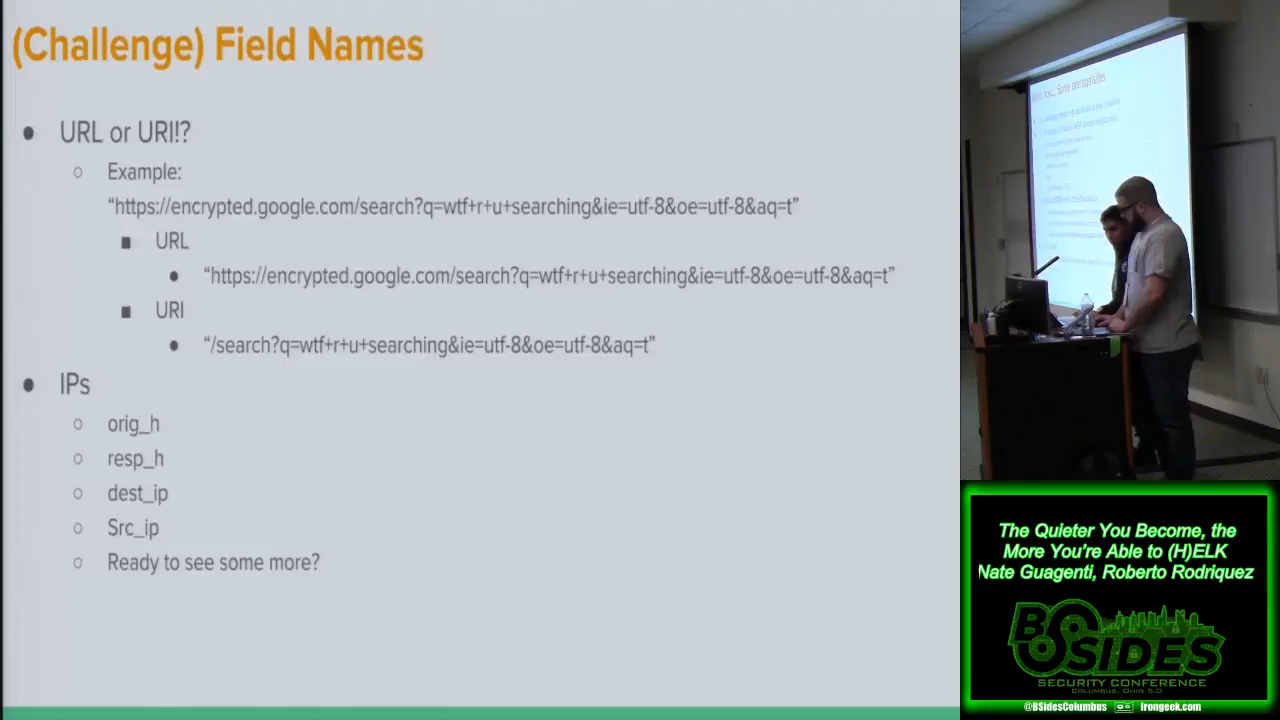 (Challenge) Field Names
● URL or URI!?
○ Example:
“https://encrypted.google.com/search?q=wtf+r+u+searching&ie=utf-8&oe=utf-8&aq=t”
■ URL
● “https://encrypted.google.com/search?q=wtf+r+u+searching&ie=utf-8&oe=utf-8&aq=t”
■ URI
● “/search?q=wtf+r+u+searching&ie=utf-8&oe=utf-8&aq=t”
● IPs
○ orig_h
○ resp_h
○ dest_ip
○ Src_ip
○ Ready to see some more?
The Quieter You Become, the
More You're Able to (H)ELK
Nate Guagenti, Roberto Rodriquez
BSIDES
SECURITY CONFERENCE
COLUMBUS, OHIO 5.0
@BSidesColumbus
Irongeek.com